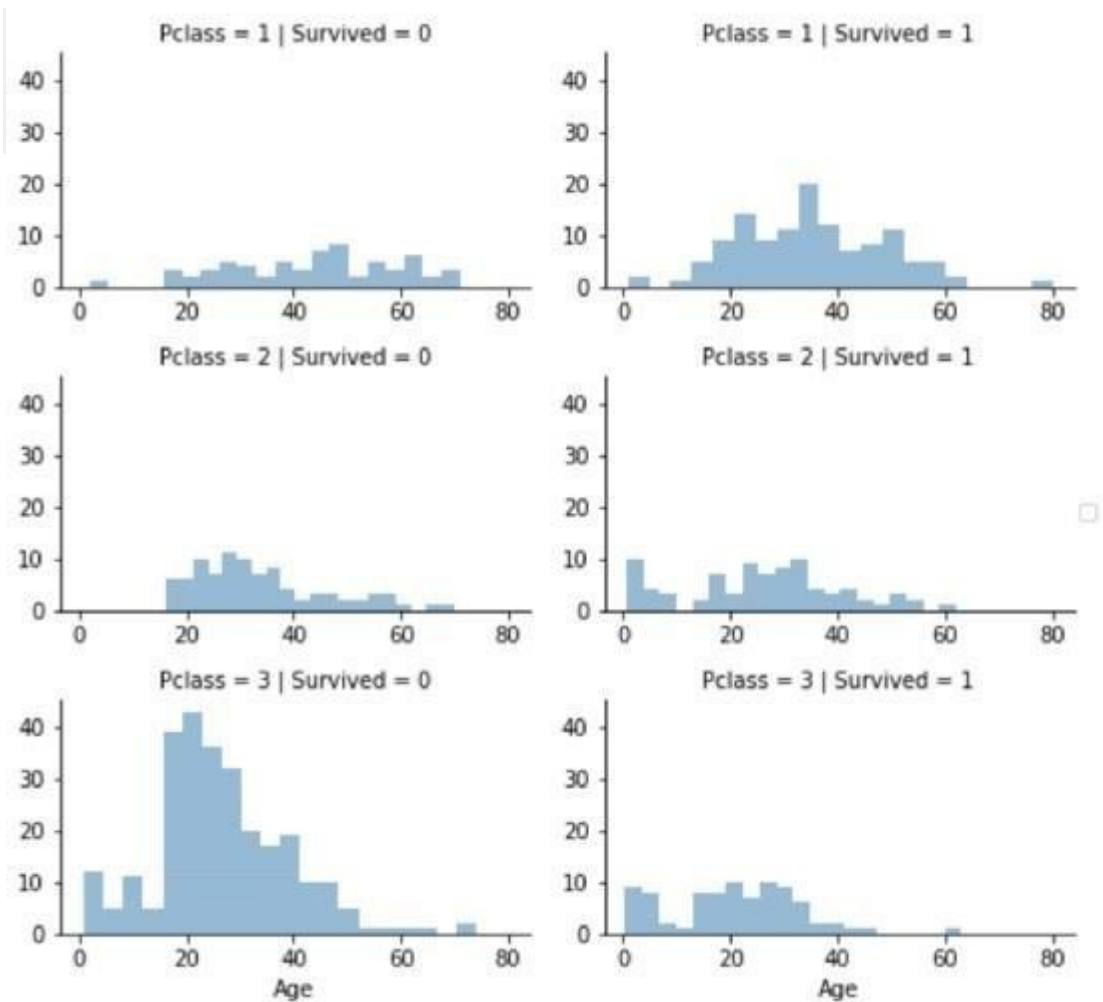 Pclass = 1 | Survived = 0
Pclass = 1 | Survived = 1
40
30
20
10
0
0 20 40 60 80
40
30
20
10
0
0 20 40 60 80
Pclass = 2 | Survived = 0
Pclass = 2 | Survived = 1
40
30
20
10
0
0 20 40 60 80
40
30
20
10
0
0 20 40 60 80
Pclass = 3 | Survived = 0
Pclass = 3 | Survived = 1
40
30
20
10
0
0 20 40 60 80
Age
40
30
20
10
0
0 20 40 60 80
Age